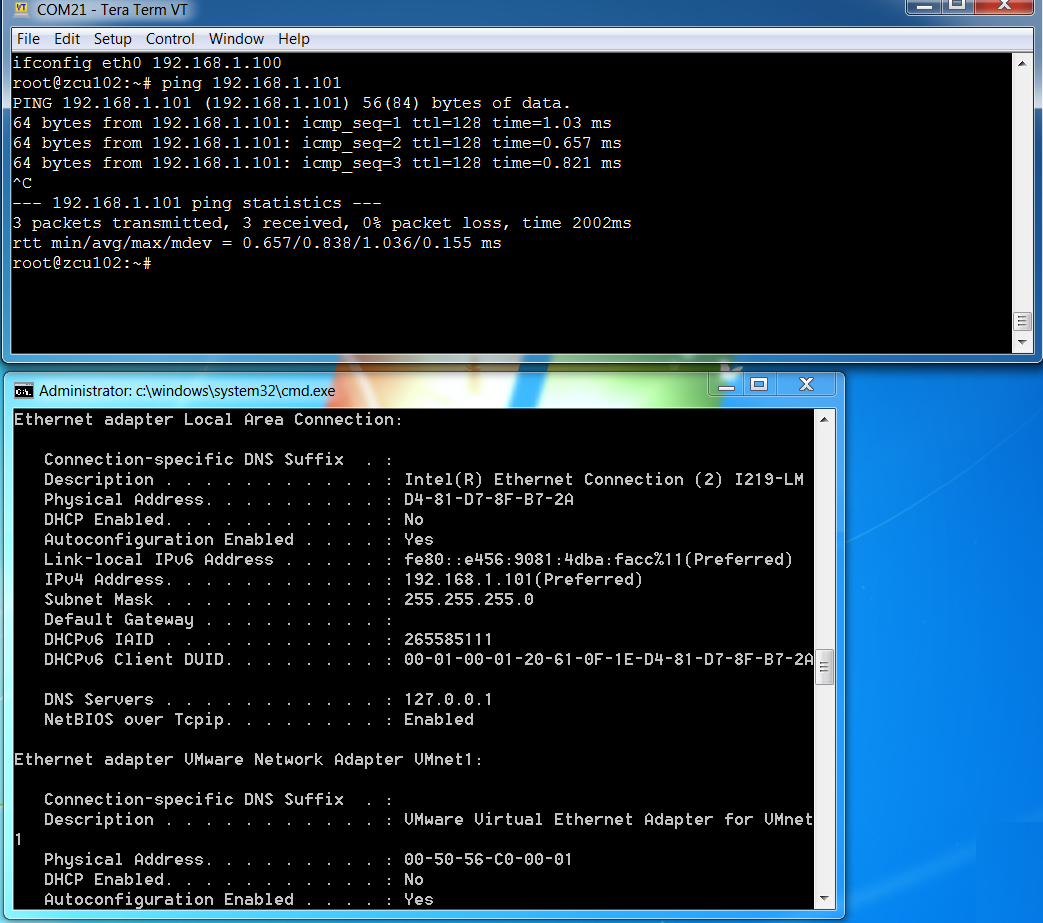 COM21 - Tera Term VT
File Edit Setup Control Window Help
ifconfig eth0 192.168.1.100
root@zcu102:~# ping 192.168.1.101
PING 192.168.1.101 (192.168.1.101) 56(84) bytes of data.
64 bytes from 192.168.1.101: icmp_seq=1 ttl=128 time=1.03 ms
64 bytes from 192.168.1.101: icmp_seq=2 ttl=128 time=0.657 ms
64 bytes from 192.168.1.101: icmp_seq=3 ttl=128 time=0.821 ms
^C
--- 192.168.1.101 ping statistics ---
3 packets transmitted, 3 received, 0% packet loss, time 2002ms
rtt min/avg/max/mdev = 0.657/0.838/1.036/0.155 ms
root@zcu102:~#
Administrator: c:\windows\system32\cmd.exe
Ethernet adapter Local Area Connection:
Connection-specific DNS Suffix . :
Description . . . . . . . . . . . : Intel(R) Ethernet Connection (2) I219-LM
Physical Address. . . . . . . . . : D4-81-D7-8F-B7-2A
DHCP Enabled. . . . . . . . . . . : No
Autoconfiguration Enabled . . . . : Yes
Link-local IPv6 Address . . . . . : fe80::e456:9081:4dba:facc%11(Preferred)
IPv4 Address. . . . . . . . . . . : 192.168.1.101(Preferred)
Subnet Mask . . . . . . . . . . . : 255.255.255.0
Default Gateway . . . . . . . . . :
DHCPv6 IAID . . . . . . . . . . . : 265585111
DHCPv6 Client DUID. . . . . . . . : 00-01-00-01-20-61-0F-1E-D4-81-D7-8F-B7-2A
DNS Servers . . . . . . . . . . . : 127.0.0.1
NetBIOS over Tcpip. . . . . . . . : Enabled
Ethernet adapter VMware Network Adapter VMnet1:
Connection-specific DNS Suffix . :
Description . . . . . . . . . . . : VMware Virtual Ethernet Adapter for VMnet
1
Physical Address. . . . . . . . . : 00-50-56-C0-00-01
DHCP Enabled. . . . . . . . . . . : No
Autoconfiguration Enabled . . . . : Yes